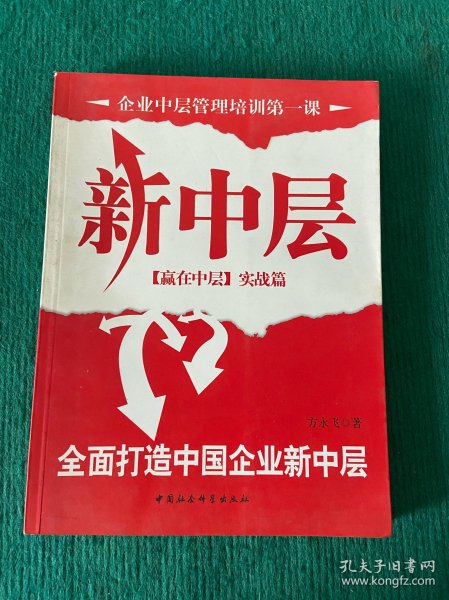 企业中层管理培训第一课
新中层
【赢在中层】实战篇
方永飞◎著
全面打造中国企业新中层
中国社会科学出版社
孔夫子旧书网
www.kongfz.com